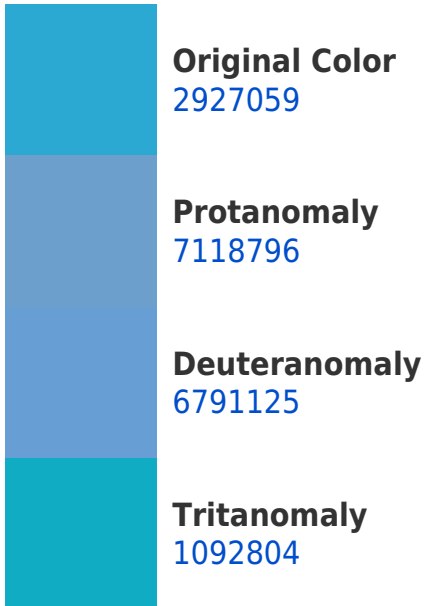 Original Color
2927059
Protanomaly
7118796
Deuteranomaly
6791125
Tritanomaly
1092804